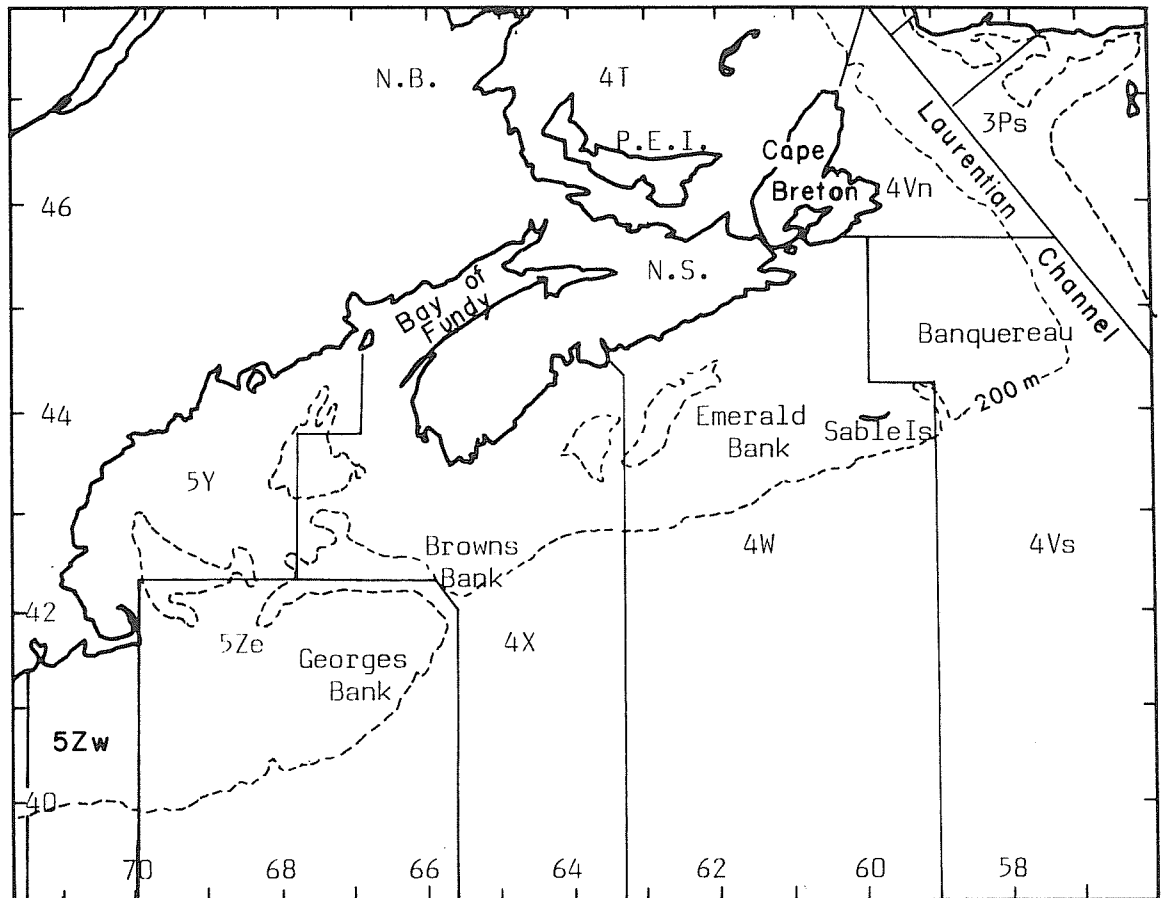 N.B.
4T
P.E.I.
Cape
Breton
4Vn
3Ps
Laurentian
Channel
46
N.S.
Bay of
Fundy
Banquereau
200 m
44
Emerald
Bank
SableIs
5Y
Browns
Bank
4W
4Vs
42
5Ze
4X
Georges
Bank
5Zw
40
70
68
66
64
62
60
58